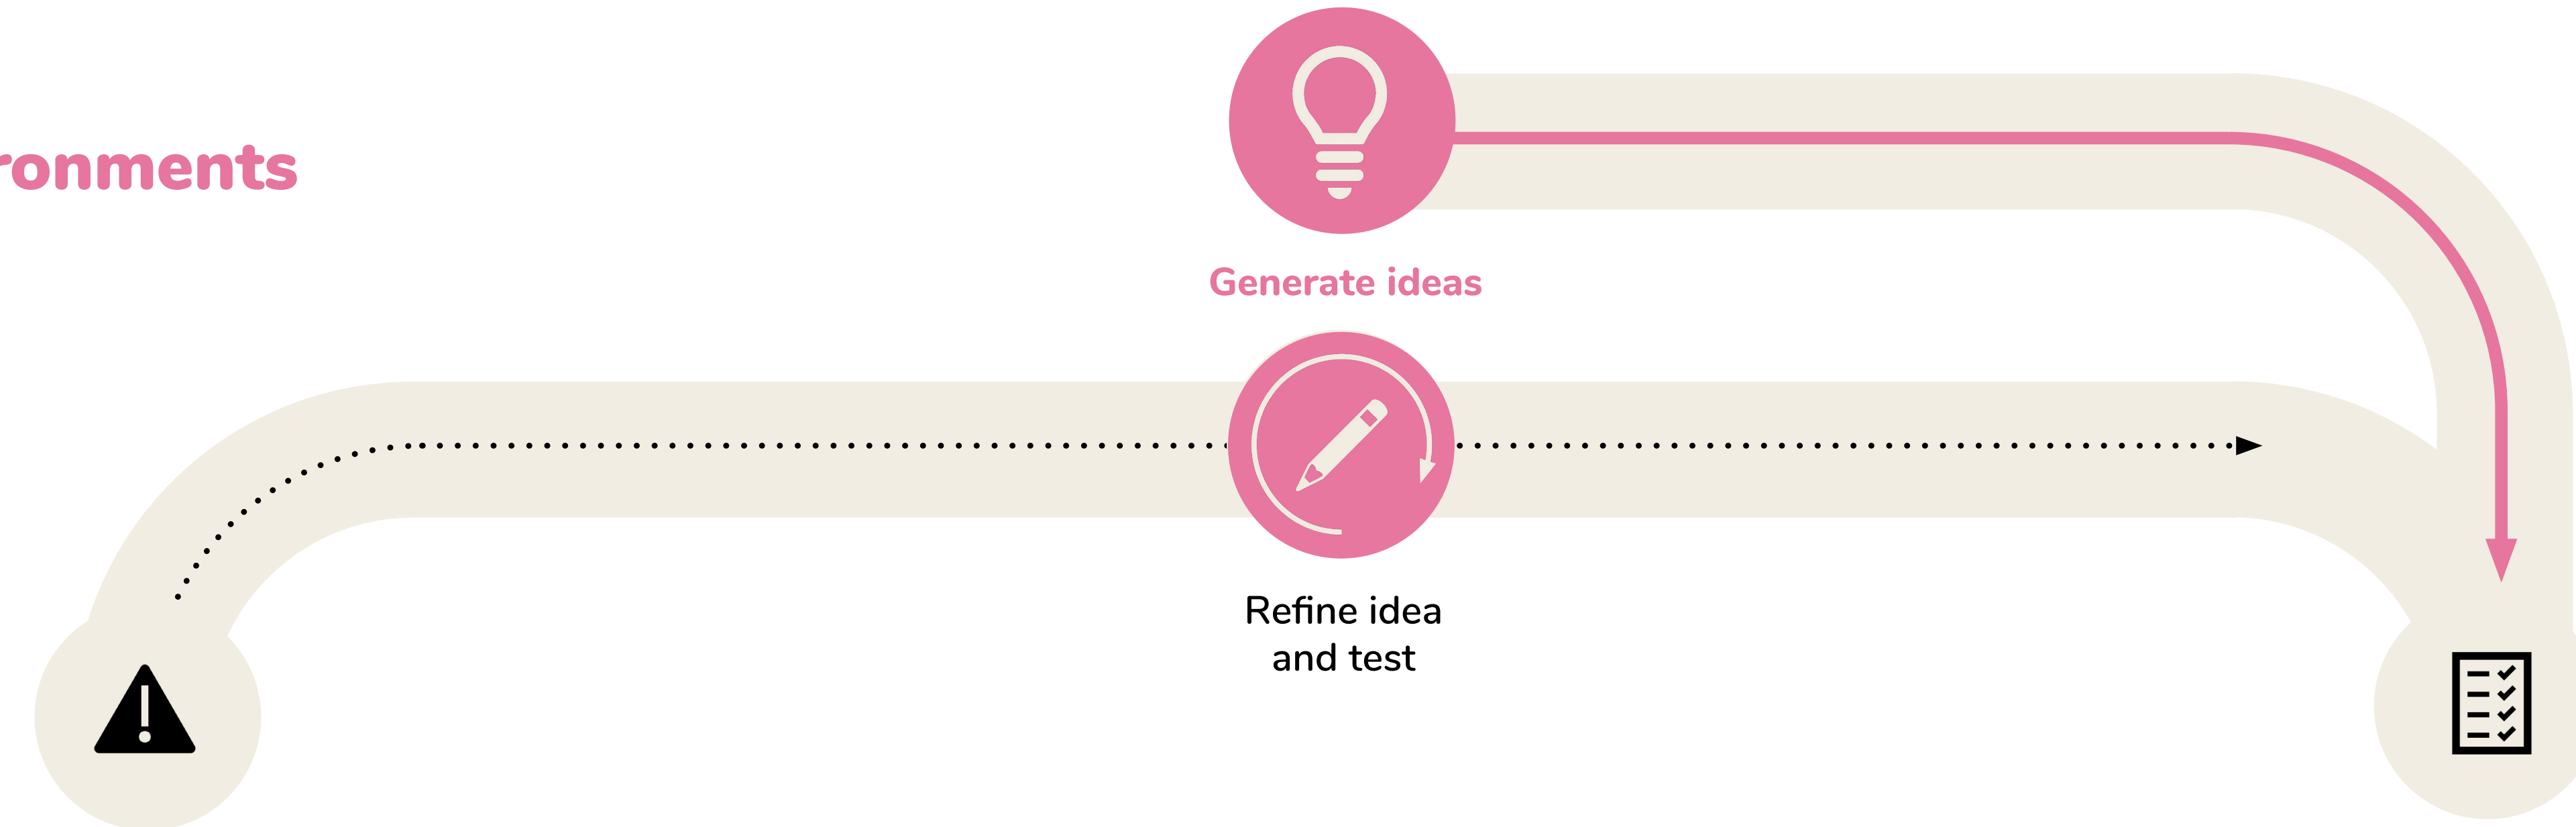 ronments
Generate ideas
Refine idea
and test